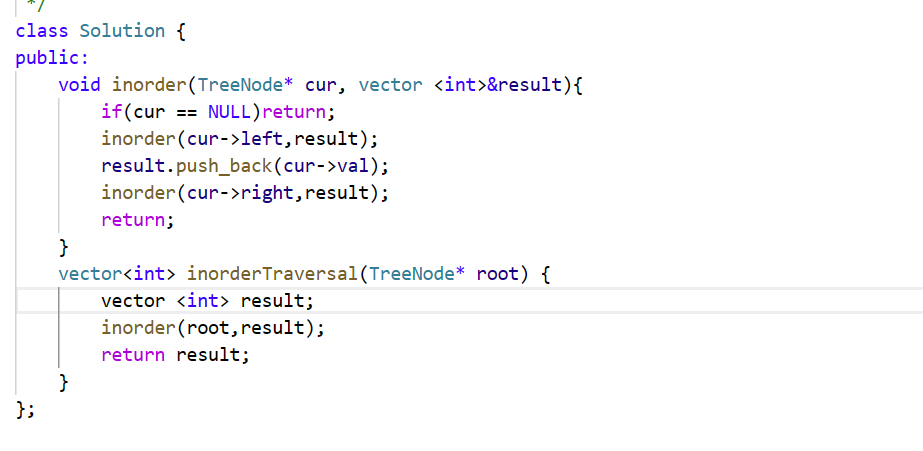 */
class Solution {
public:
    void inorder(TreeNode* cur, vector <int>&result){
        if(cur == NULL)return;
        inorder(cur->left,result);
        result.push_back(cur->val);
        inorder(cur->right,result);
        return;
    }
    vector<int> inorderTraversal(TreeNode* root) {
        vector <int> result;
        inorder(root,result);
        return result;
    }
};